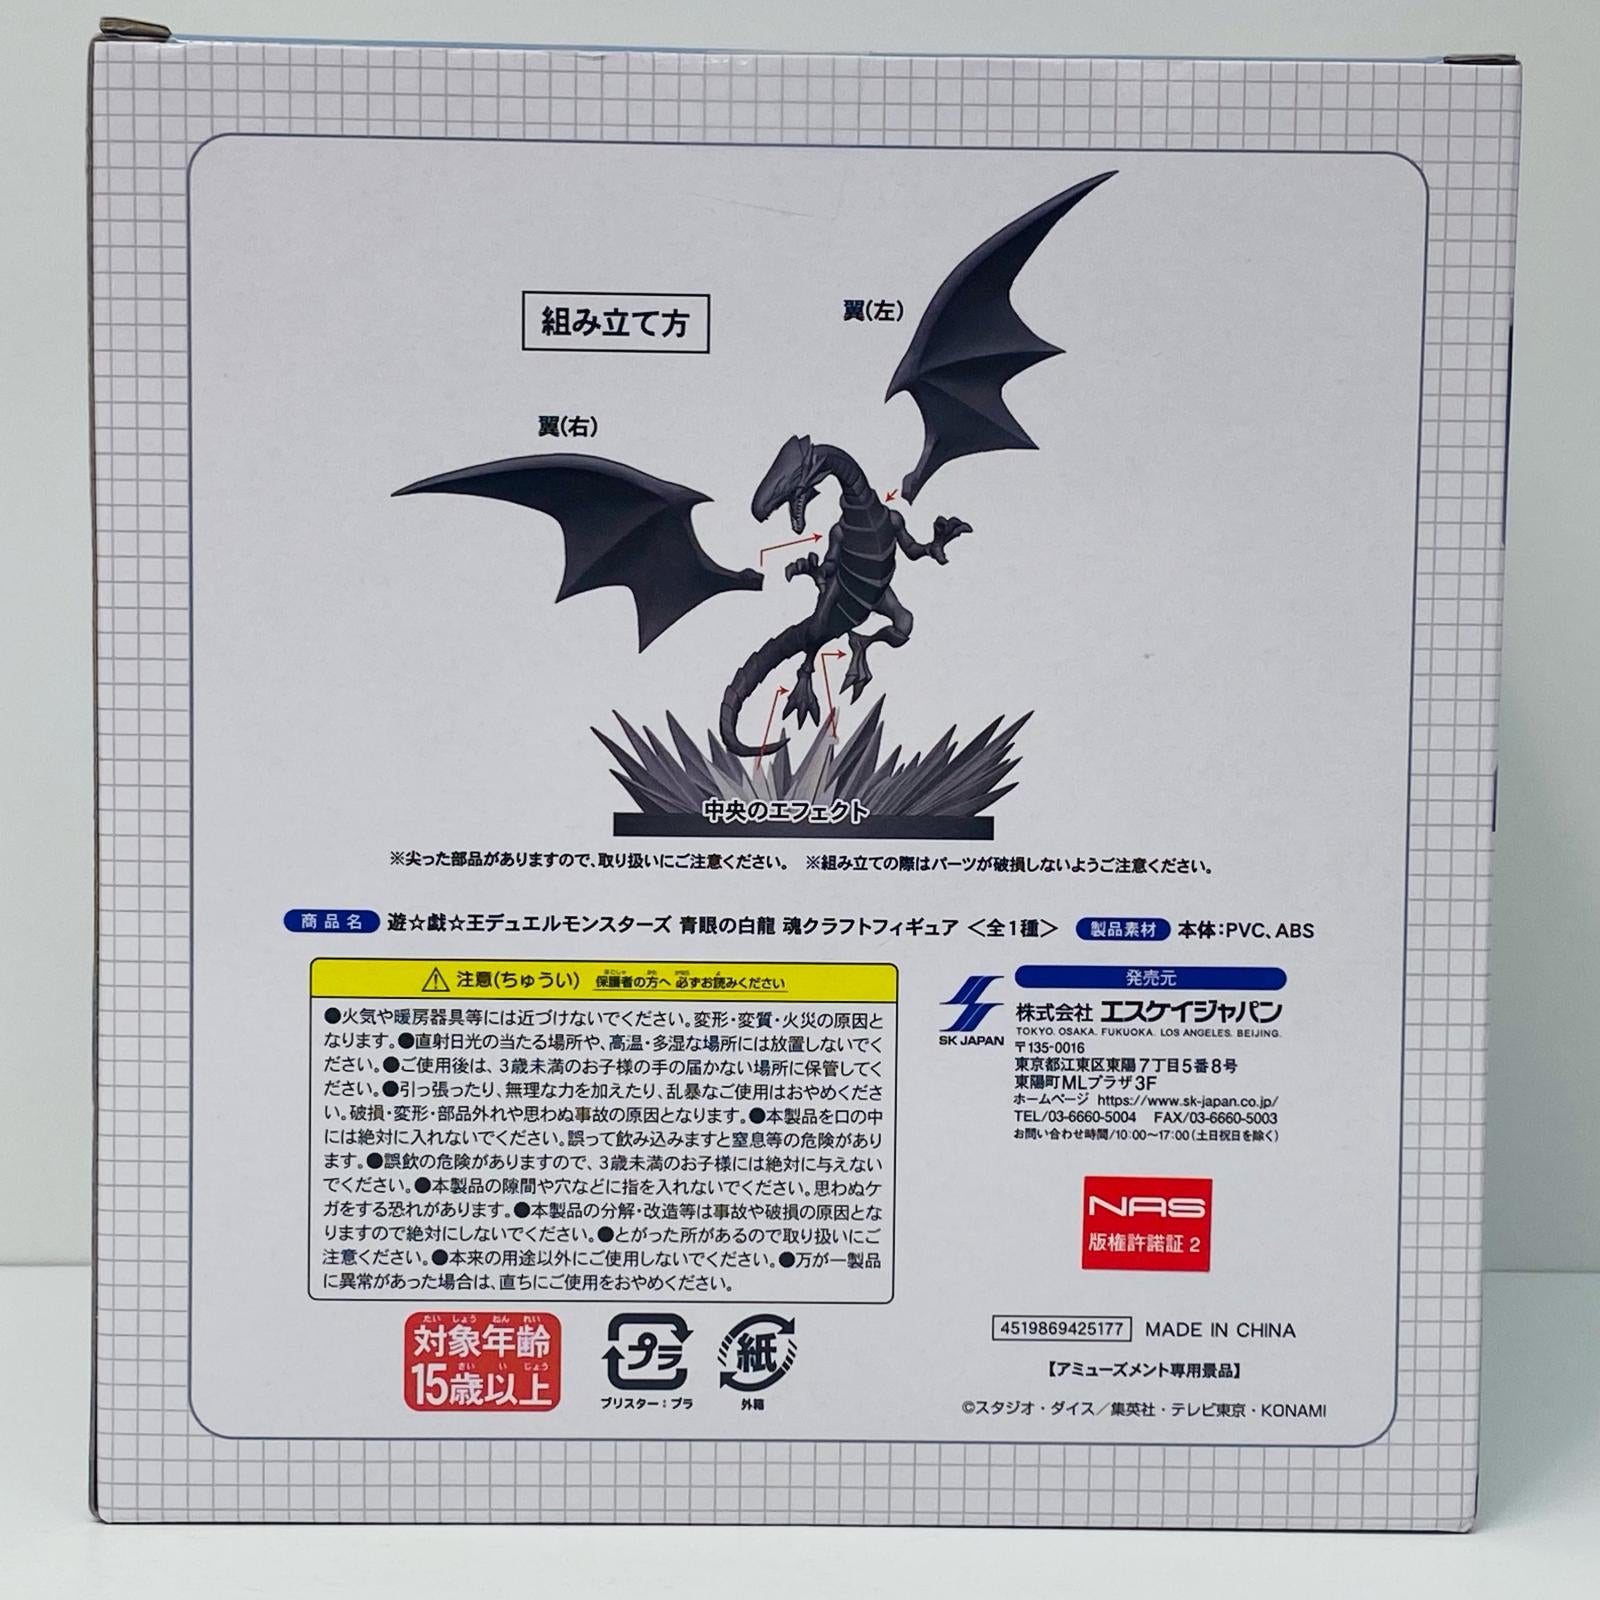 組み立て方
翼(左)
翼(右)
中央のエフェクト
※尖った部品がありますので、取り扱いにご注意ください。 ※組み立ての際はパーツが破損しないようご注意ください。
商品名 遊☆戯☆王デュエルモンスターズ 青眼の白龍 魂クラフトフィギュア <全1種> 製品素材 本体:PVC、ABS
⚠ 注意(ちゅうい) 保護者の方へ 必ずお読みください
●火気や暖房器具等には近づけないでください。変形・変質・火災の原因と
なります。●直射日光の当たる場所や、高温・多湿な場所には放置しないでく
ださい。●ご使用後は、3歳未満のお子様の手の届かない場所に保管してく
ださい。●引っ張ったり、無理な力を加えたり、乱暴なご使用はおやめくださ
い。破損・変形・部品外れや思わぬ事故の原因となります。●本製品を口の中
には絶対に入れないでください。誤って飲み込みますと窒息等の危険があり
ます。●誤飲の危険がありますので、3歳未満のお子様には絶対に与えない
でください。●本製品の隙間や穴などに指を入れないでください。思わぬケ
ガをする恐れがあります。●本製品の分解・改造等は事故や破損の原因とな
りますので絶対にしないでください。●とがった所があるので取り扱いにご
注意ください。●本来の用途以外にご使用しないでください。●万が一製品
に異常があった場合は、直ちにご使用をおやめください。
発売元
SK JAPAN
株式会社 エスケイジャパン
TOKYO. OSAKA. FUKUOKA. LOS ANGELES. BEIJING.
〒135-0016
東京都江東区東陽7丁目5番8号
東陽町MLプラザ3F
ホームページ https://www.sk-japan.co.jp/
TEL/03-6660-5004 FAX/03-6660-5003
お問い合わせ時間/10:00〜17:00(土日祝日を除く)
NAS
版権許諾証 2
たいしょうねんれい
対象年齢
さいいじょう
15歳以上
プラ
ブリスター:プラ
紙
外箱
4519869425177 MADE IN CHINA
【アミューズメント専用景品】
©スタジオ・ダイス/集英社・テレビ東京・KONAMI